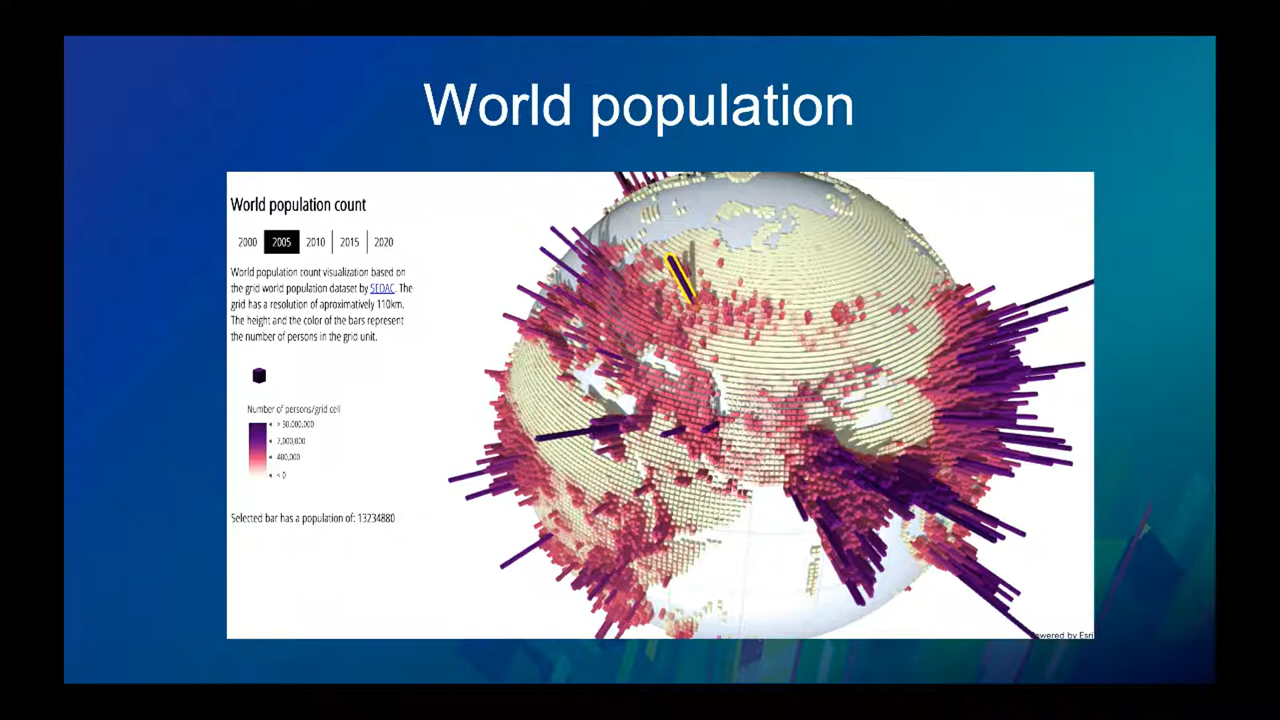 World population
World population count
2000 2005 2010 2015 2020
World population count visualization based on
the grid world population dataset by SEDAC. The
grid has a resolution of aproximatively 110km.
The height and the color of the bars represent
the number of persons in the grid unit.
Number of persons/grid cell
> 30,000,000
7,000,000
400,000
< 0
Selected bar has a population of: 13234880
owered by Esri